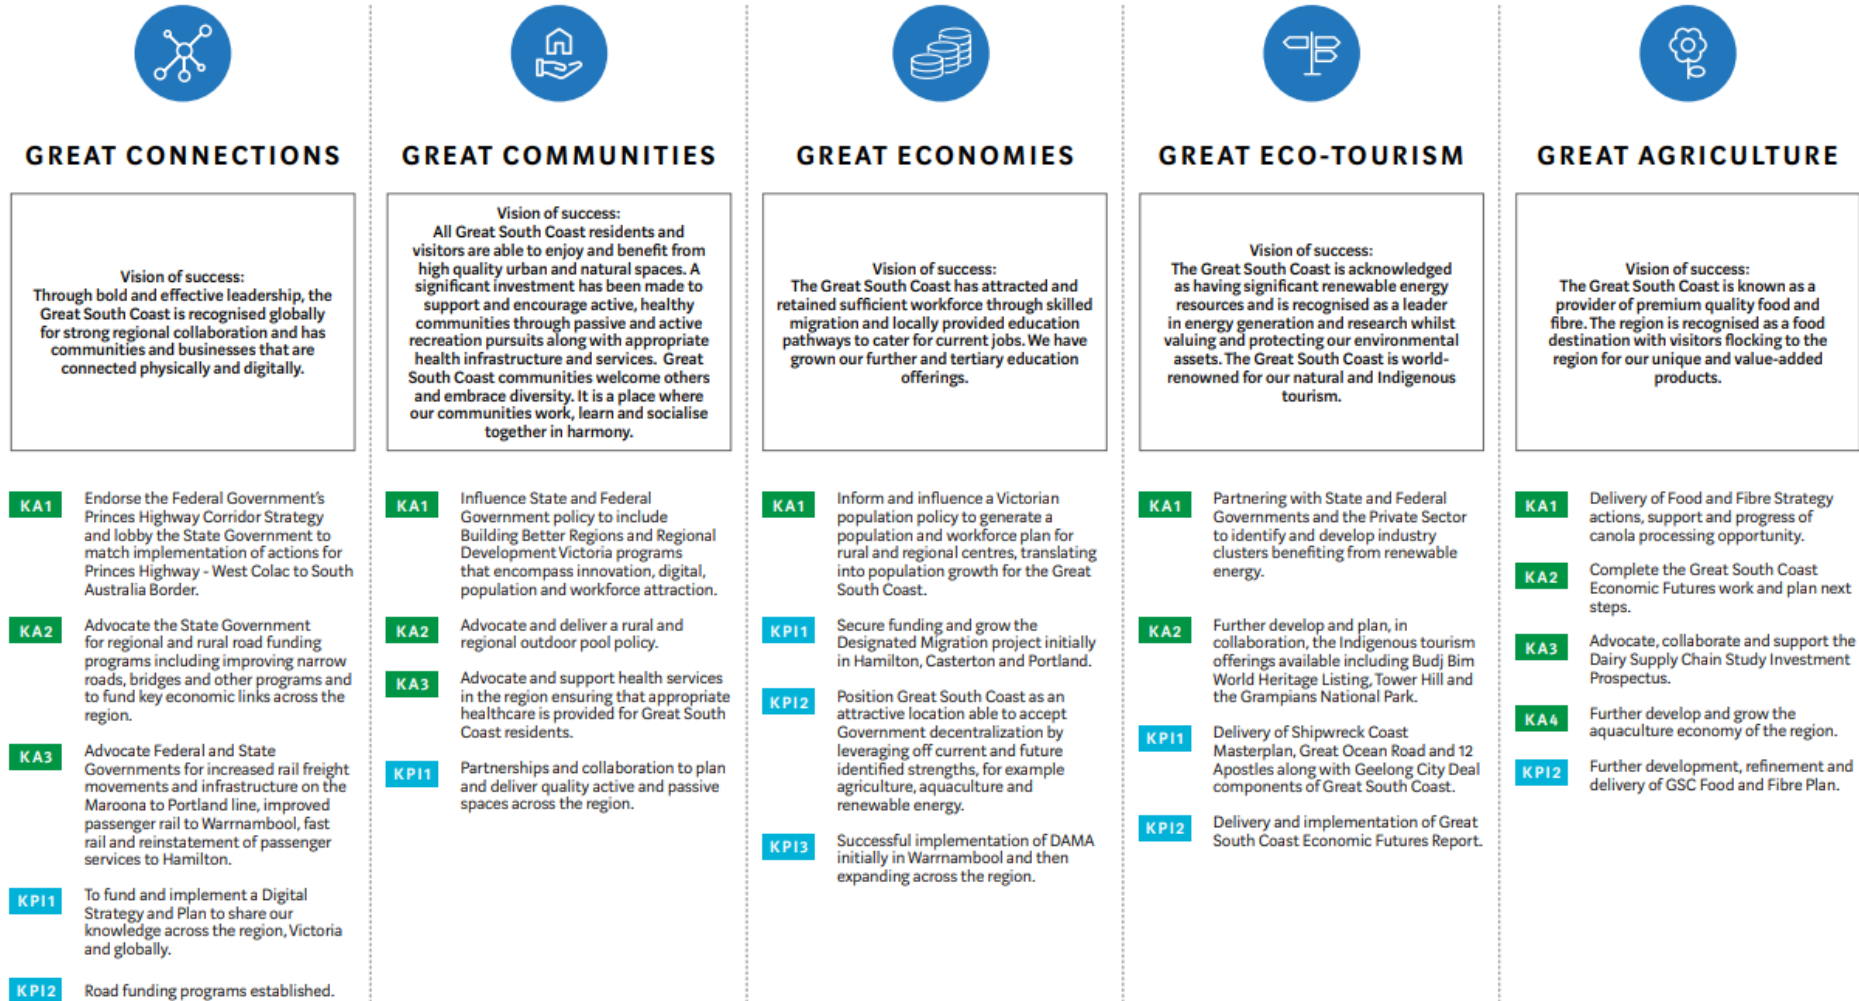 GREAT CONNECTIONS
Vision of success:
Through bold and effective leadership, the
Great South Coast is recognised globally
for strong regional collaboration and has
communities and businesses that are
connected physically and digitally.
KA1
Endorse the Federal Government's
Princes Highway Corridor Strategy
and lobby the State Government to
match implementation of actions for
Princes Highway - West Colac to South
Australia Border.
KA2
Advocate the State Government
for regional and rural road funding
programs including improving narrow
roads, bridges and other programs and
to fund key economic links across the
region.
KA3
Advocate Federal and State
Governments for increased rail freight
movements and infrastructure on the
Maroona to Portland line, improved
passenger rail to Warrnambool, fast
rail and reinstatement of passenger
services to Hamilton.
KPI1
To fund and implement a Digital
Strategy and Plan to share our
knowledge across the region, Victoria
and globally.
KPI2
Road funding programs established.
GREAT COMMUNITIES
Vision of success:
All Great South Coast residents and
visitors are able to enjoy and benefit from
high quality urban and natural spaces. A
significant investment has been made to
support and encourage active, healthy
communities through passive and active
recreation pursuits along with appropriate
health infrastructure and services. Great
South Coast communities welcome others
and embrace diversity. It is a place where
our communities work, learn and socialise
together in harmony.
KA1
Influence State and Federal
Government policy to include
Building Better Regions and Regional
Development Victoria programs
that encompass innovation, digital,
population and workforce attraction.
KA2
Advocate and deliver a rural and
regional outdoor pool policy.
KA3
Advocate and support health services
in the region ensuring that appropriate
healthcare is provided for Great South
Coast residents.
KPI1
Partnerships and collaboration to plan
and deliver quality active and passive
spaces across the region.
GREAT ECONOMIES
Vision of success:
The Great South Coast has attracted and
retained sufficient workforce through skilled
migration and locally provided education
pathways to cater for current jobs. We have
grown our further and tertiary education
offerings.
KA1
Inform and influence a Victorian
population policy to generate a
population and workforce plan for
rural and regional centres, translating
into population growth for the Great
South Coast.
KPI1
Secure funding and grow the
Designated Migration project initially
in Hamilton, Casterton and Portland.
KPI2
Position Great South Coast as an
attractive location able to accept
Government decentralization by
leveraging off current and future
identified strengths, for example
agriculture, aquaculture and
renewable energy.
KPI3
Successful implementation of DAMA
initially in Warrnambool and then
expanding across the region.
GREAT ECO-TOURISM
Vision of success:
The Great South Coast is acknowledged
as having significant renewable energy
resources and is recognised as a leader
in energy generation and research whilst
valuing and protecting our environmental
assets. The Great South Coast is world-
renowned for our natural and Indigenous
tourism.
KA1
Partnering with State and Federal
Governments and the Private Sector
to identify and develop industry
clusters benefiting from renewable
energy.
KA2
Further develop and plan, in
collaboration, the Indigenous tourism
offerings available including Budj Bim
World Heritage Listing, Tower Hill and
the Grampians National Park.
KPI1
Delivery of Shipwreck Coast
Masterplan, Great Ocean Road and 12
Apostles along with Geelong City Deal
components of Great South Coast.
KPI2
Delivery and implementation of Great
South Coast Economic Futures Report.
GREAT AGRICULTURE
Vision of success:
The Great South Coast is known as a
provider of premium quality food and
fibre. The region is recognised as a food
destination with visitors flocking to the
region for our unique and value-added
products.
KA1
Delivery of Food and Fibre Strategy
actions, support and progress of
canola processing opportunity.
KA2
Complete the Great South Coast
Economic Futures work and plan next
steps.
KA3
Advocate, collaborate and support the
Dairy Supply Chain Study Investment
Prospectus.
KA4
Further develop and grow the
aquaculture economy of the region.
KPI2
Further development, refinement and
delivery of GSC Food and Fibre Plan.